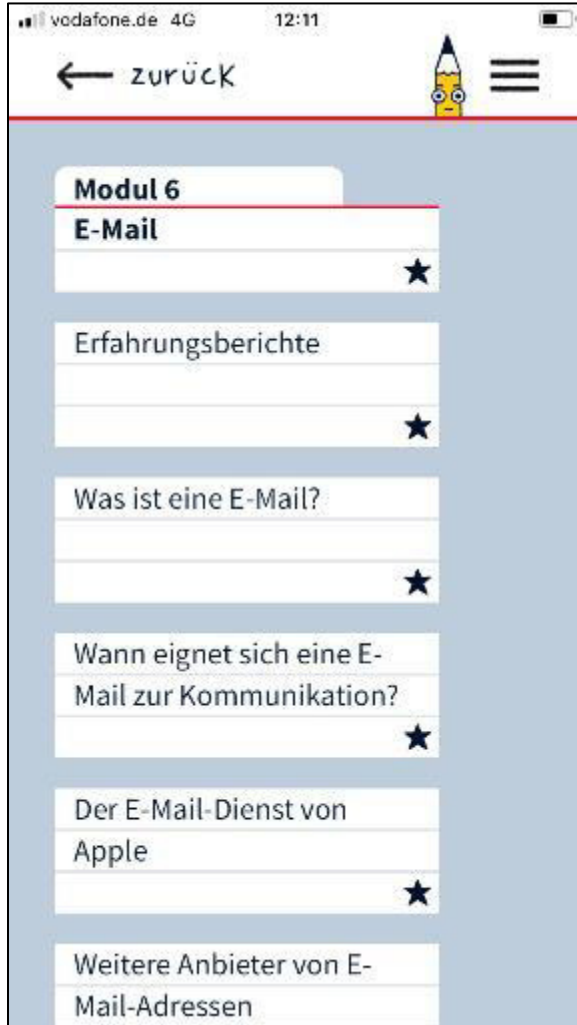 vodafone.de 4G 12:11
zurück
Modul 6
E-Mail
Erfahrungsberichte
Was ist eine E-Mail?
Wann eignet sich eine E-
Mail zur Kommunikation?
Der E-Mail-Dienst von
Apple
Weitere Anbieter von E-
Mail-Adressen